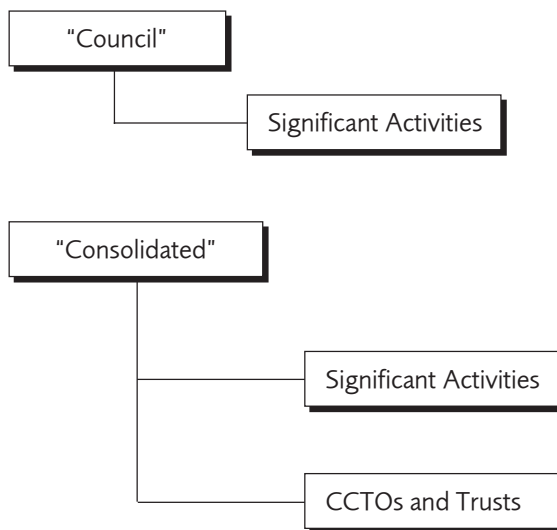 "Council"
Significant Activities
"Consolidated"
Significant Activities
CCTOs and Trusts